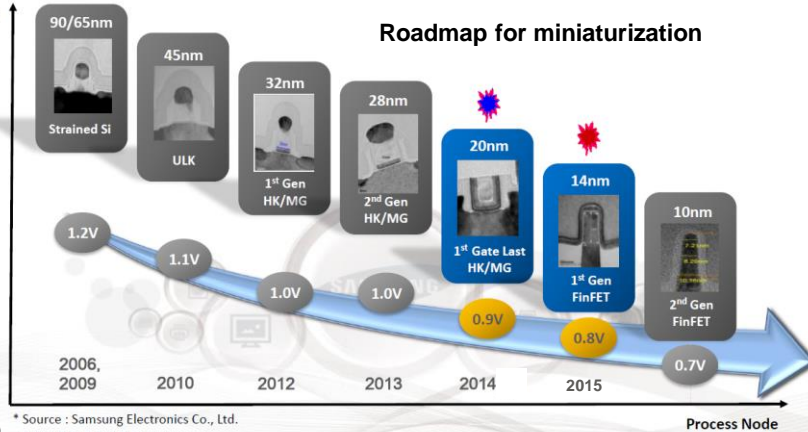 Roadmap for miniaturization
90/65nm
Strained Si
45nm
ULK
32nm
1st Gen
HK/MG
28nm
2nd Gen
HK/MG
20nm
1st Gate Last
HK/MG
14nm
1st Gen
FinFET
10nm
2nd Gen
FinFET
1.2V
1.1V
1.0V
1.0V
0.9V
0.8V
0.7V
SAMSUNG
2006,
2009
2010
2012
2013
2014
2015
* Source : Samsung Electronics Co., Ltd.
Process Node